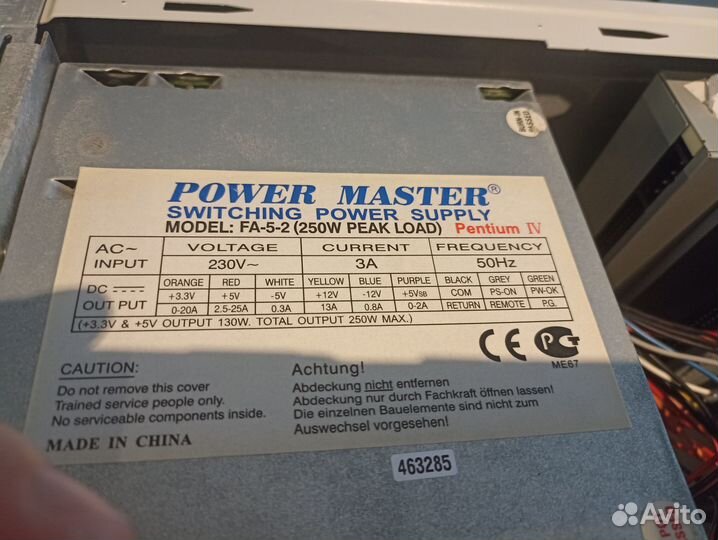 BURN-IN
PASSED
POWER MASTER®
SWITCHING POWER SUPPLY
MODEL: FA-5-2 (250W PEAK LOAD) Pentium IV
AC~ INPUT VOLTAGE CURRENT FREQUENCY
230V~ 3A 50Hz
DC ---- OUT PUT ORANGE RED WHITE YELLOW BLUE PURPLE BLACK GREY GREEN
+3.3V +5V -5V +12V -12V +5VSB COM PS-ON PW-OK
0-20A 2.5-25A 0.3A 13A 0.8A 0-2A RETURN REMOTE P.G.
(+3.3V & +5V OUTPUT 130W. TOTAL OUTPUT 250W MAX.)
CE PG
ME67
CAUTION:
Do not remove this cover
Trained service people only.
No serviceable components inside.
MADE IN CHINA
Achtung!
Abdeckung nicht entfernen
Abdeckung nur durch Fachkraft öffnen lassen!
Die einzelnen Bauelemente sind nicht zum
Auswechsel vorgesehen!
463285
Avito